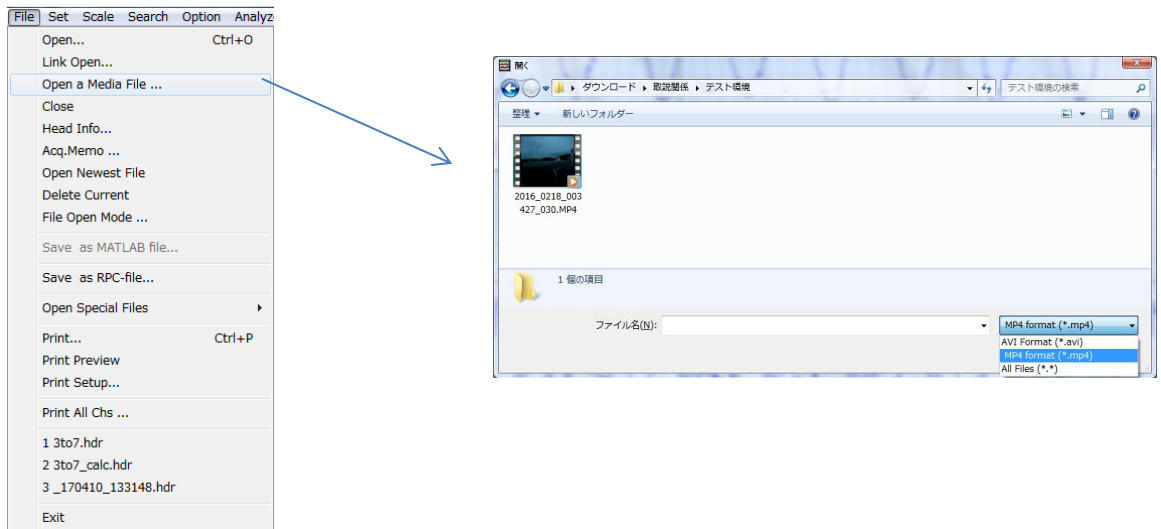 File Set Scale Search Option Analyz
Open... Ctrl+O
Link Open...
Open a Media File ...
Close
Head Info...
Acq.Memo ...
Open Newest File
Delete Current
File Open Mode ...
Save as MATLAB file...
Save as RPC-file...
Open Special Files
Print... Ctrl+P
Print Preview
Print Setup...
Print All Chs ...
1 3to7.hdr
2 3to7_calc.hdr
3 _170410_133148.hdr
Exit
開く
ダウンロード 取説関係 テスト環境
テスト環境の検索
整理 新しいフォルダー
2016_0218_003
427_030.MP4
1 個の項目
ファイル名(N):
MP4 format (*.mp4)
AVI Format (*.avi)
MP4 format (*.mp4)
All Files (*.*)